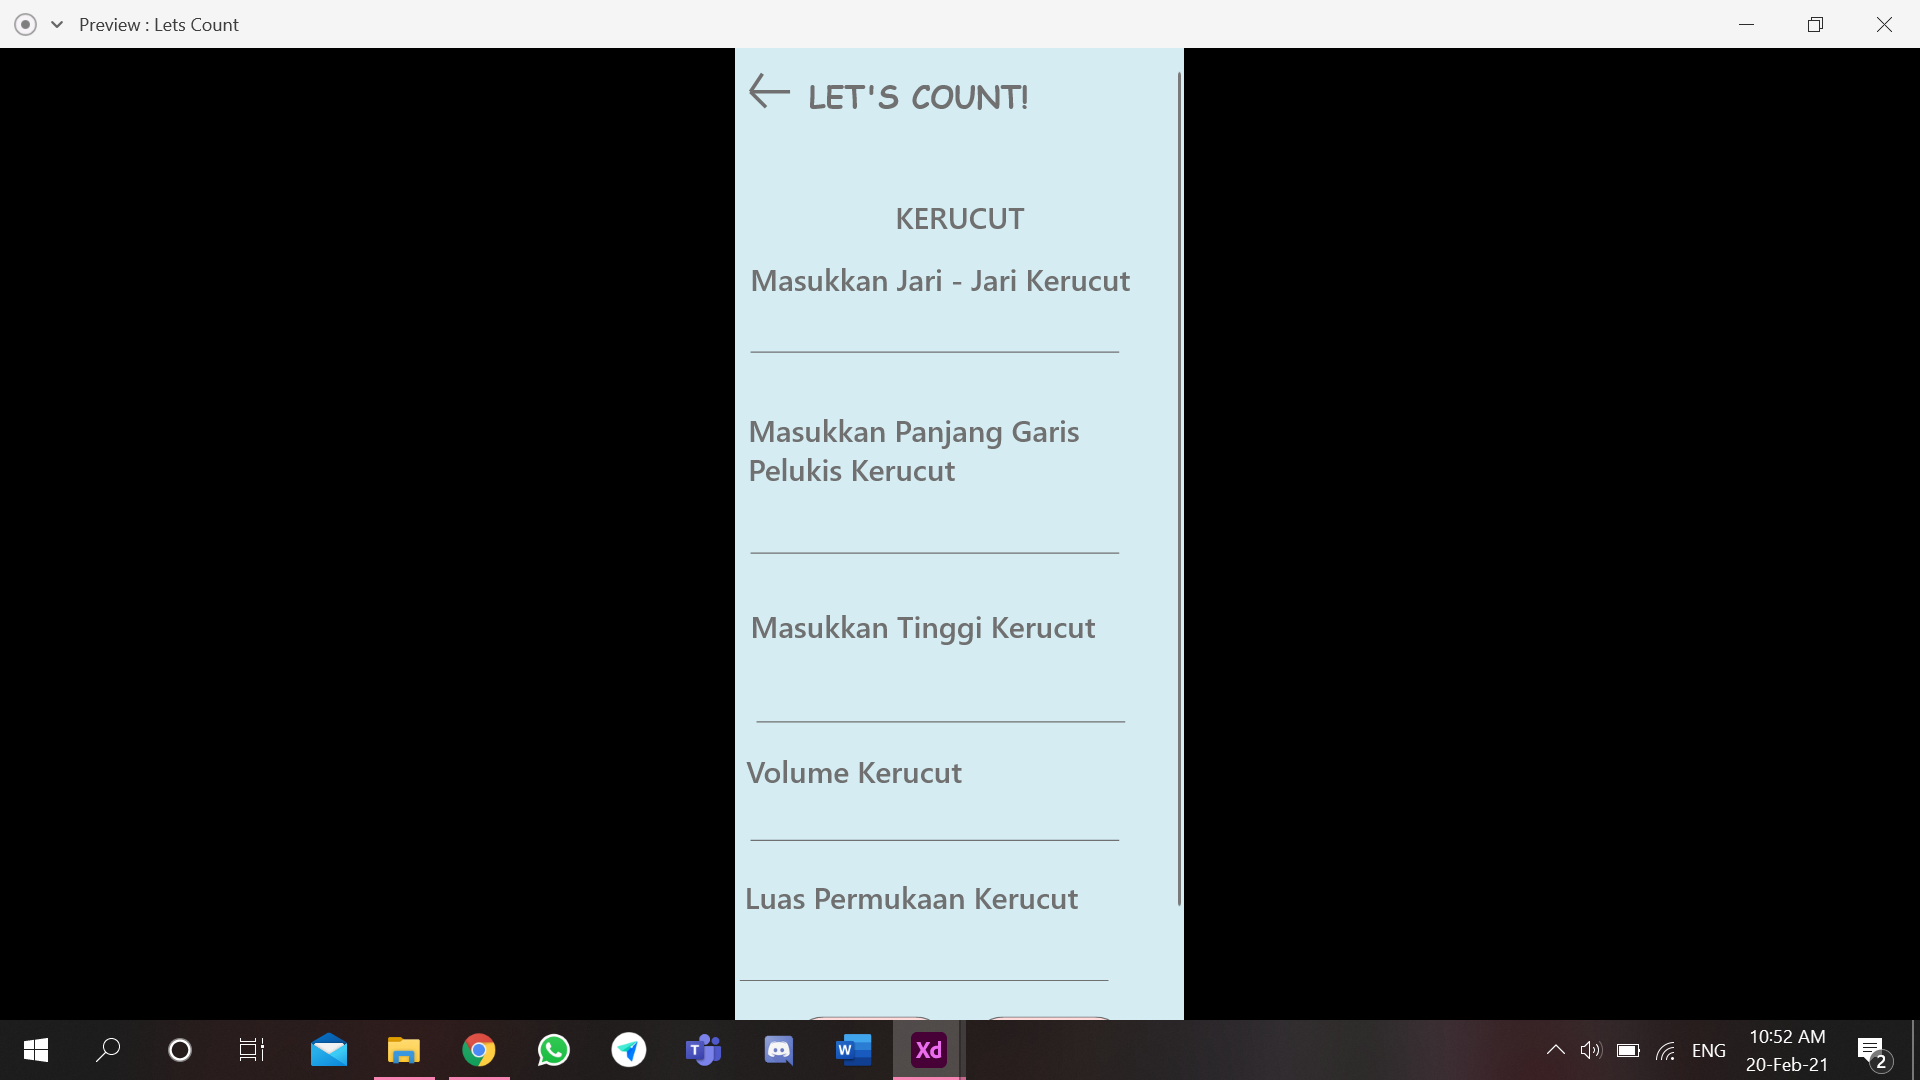 Preview : Lets Count
LET'S COUNT!
KERUCUT
Masukkan Jari - Jari Kerucut
Masukkan Panjang Garis
Pelukis Kerucut
Masukkan Tinggi Kerucut
Volume Kerucut
Luas Permukaan Kerucut
T
W
Xd
ENG
10:52 AM
20-Feb-21
2